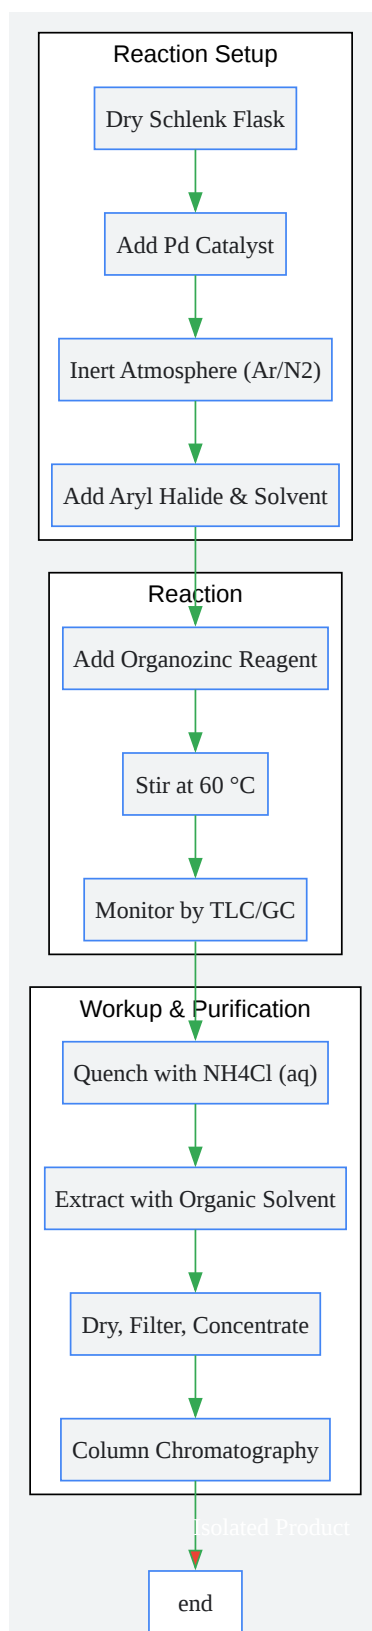 Reaction Setup
Dry Schlenk Flask
Add Pd Catalyst
Inert Atmosphere (Ar/N2)
Add Aryl Halide & Solvent
Reaction
Add Organozinc Reagent
Stir at 60 °C
Monitor by TLC/GC
Workup & Purification
Quench with NH4Cl (aq)
Extract with Organic Solvent
Dry, Filter, Concentrate
Column Chromatography
Isolated Product
end